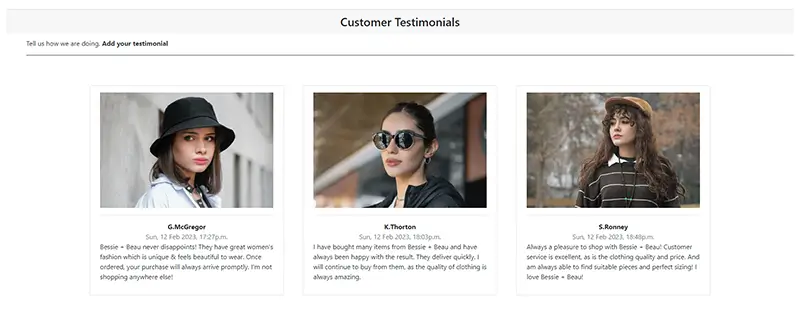 Customer Testimonials
Tell us how we are doing. Add your testimonial
G.McGregor
Sun, 12 Feb 2023, 17:27p.m.
Bessie + Beau never disappoints! They have great women's
fashion which is unique & feels beautiful to wear. Once
ordered, your purchase will always arrive promptly. I'm not
shopping anywhere else!
K.Thorton
Sun, 12 Feb 2023, 18:03p.m.
I have bought many items from Bessie + Beau and have
always been happy with the result. They deliver quickly. I
will continue to buy from them, as the quality of clothing is
always amazing.
S.Ronney
Sun, 12 Feb 2023, 18:48p.m.
Always a pleasure to shop with Bessie + Beau! Customer
service is excellent, as is the clothing quality and price. And
am always able to find suitable pieces and perfect sizing! I
love Bessie + Beau!